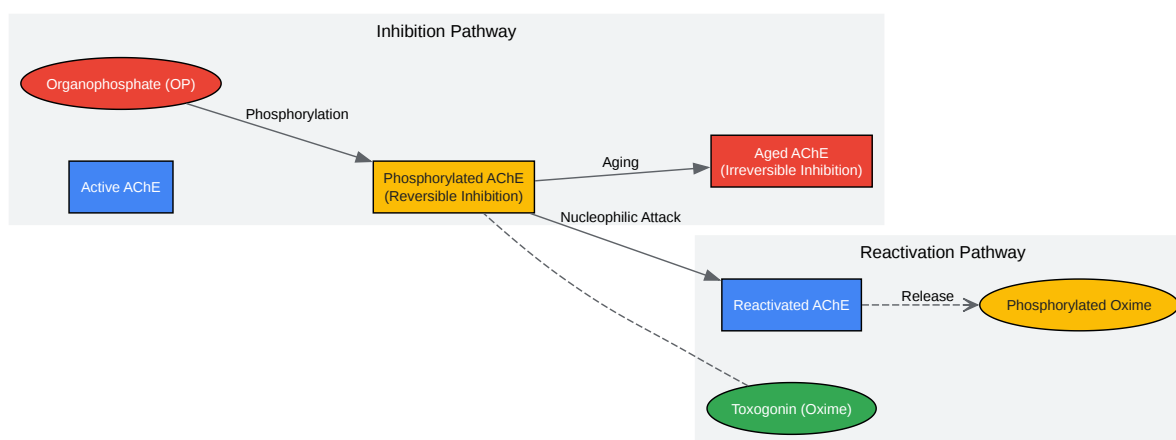 Inhibition Pathway
Organophosphate (OP)
Phosphorylation
Active AChE
Phosphorylated AChE
(Reversible Inhibition)
Aging
Aged AChE
(Irreversible Inhibition)
Nucleophilic Attack
Reactivation Pathway
Reactivated AChE
Release
Phosphorylated Oxime
Toxogonin (Oxime)